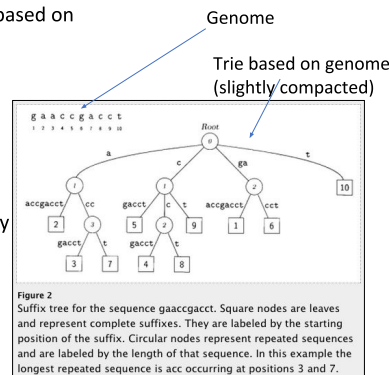 based on
Genome
Trie based on genome
(slightly compacted)
g a a c c g a c c t
1 2 3 4 5 6 7 8 9 10
Root
0
a
c
ga
t
1
1
2
10
accgacct
cc
gacct
c
t
accgacct
cct
2
3
5
2
9
1
6
gacct
t
gacct
t
3
7
4
8
y
Figure 2
Suffix tree for the sequence gaaccgacct. Square nodes are leaves
and represent complete suffixes. They are labeled by the starting
position of the suffix. Circular nodes represent repeated sequences
and are labeled by the length of that sequence. In this example the
longest repeated sequence is acc occurring at positions 3 and 7.